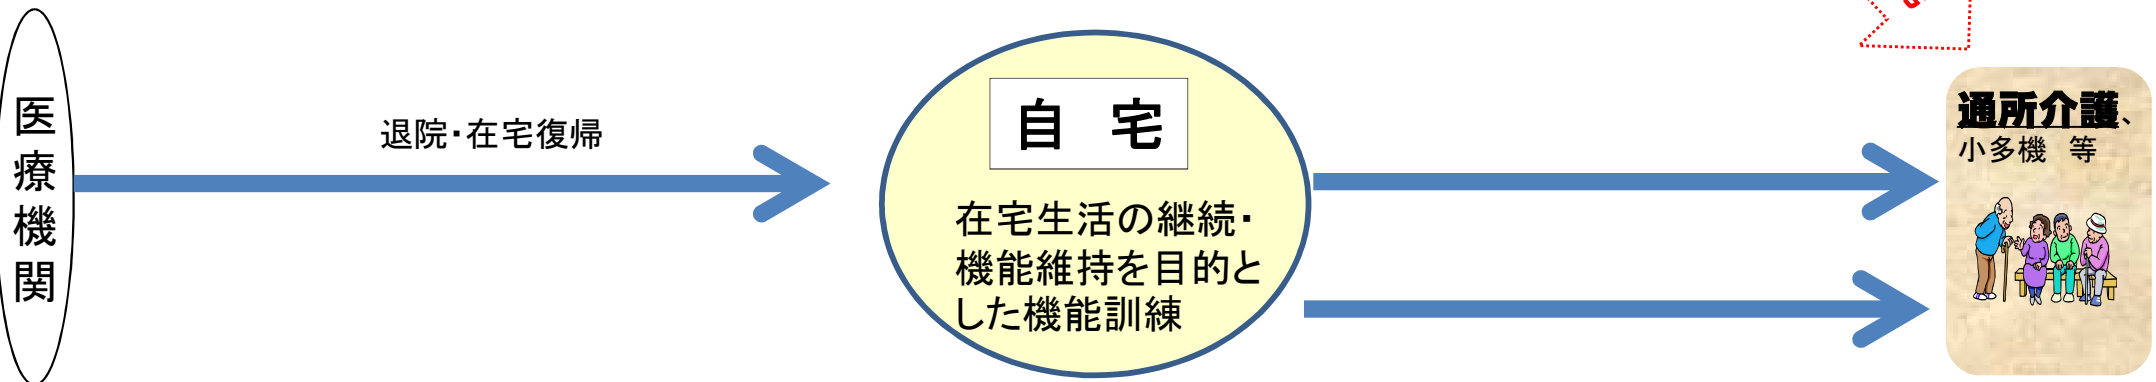 医療機関
退院・在宅復帰
自　宅
在宅生活の継続・
機能維持を目的と
した機能訓練
通所介護、
小多機　等